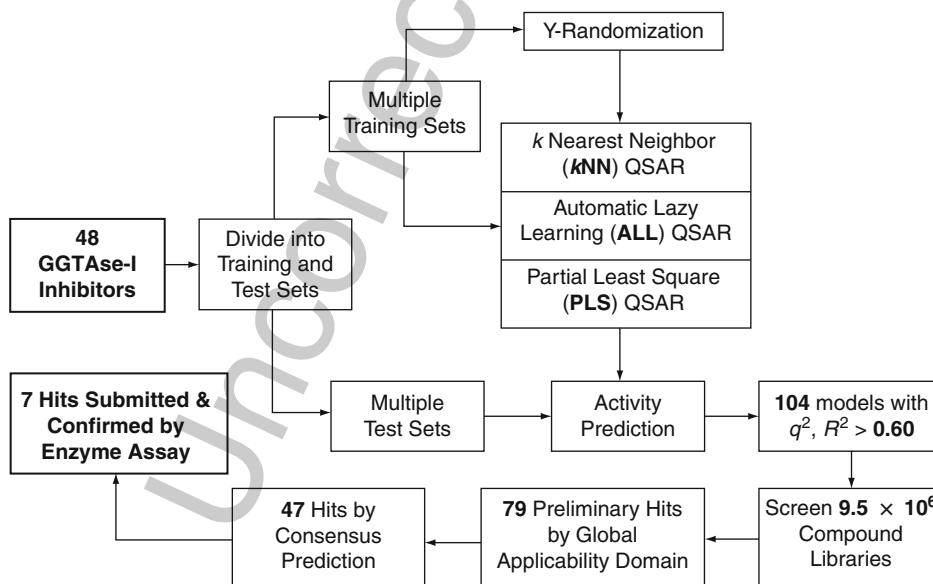 Y-Randomization
Multiple
Training Sets
k Nearest Neighbor
(kNN) QSAR
Automatic Lazy
Learning (ALL) QSAR
Partial Least Square
(PLS) QSAR
48
GGTAse-I
Inhibitors
Divide into
Training and
Test Sets
7 Hits Submitted &
Confirmed by
Enzyme Assay
Multiple
Test Sets
Activity
Prediction
104 models with
q², R² > 0.60
47 Hits by
Consensus
Prediction
79 Preliminary Hits
by Global
Applicability Domain
Screen 9.5 × 10⁶
Compound
Libraries
Uncorrec